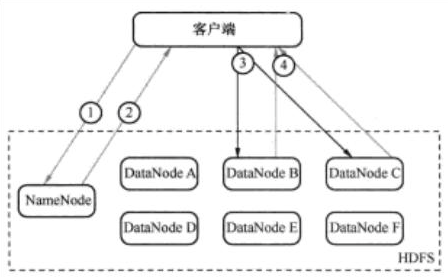 客户端
③ ④
① ②
DataNode A DataNode B DataNode C
NameNode
DataNode D DataNode E DataNode F
HDFS